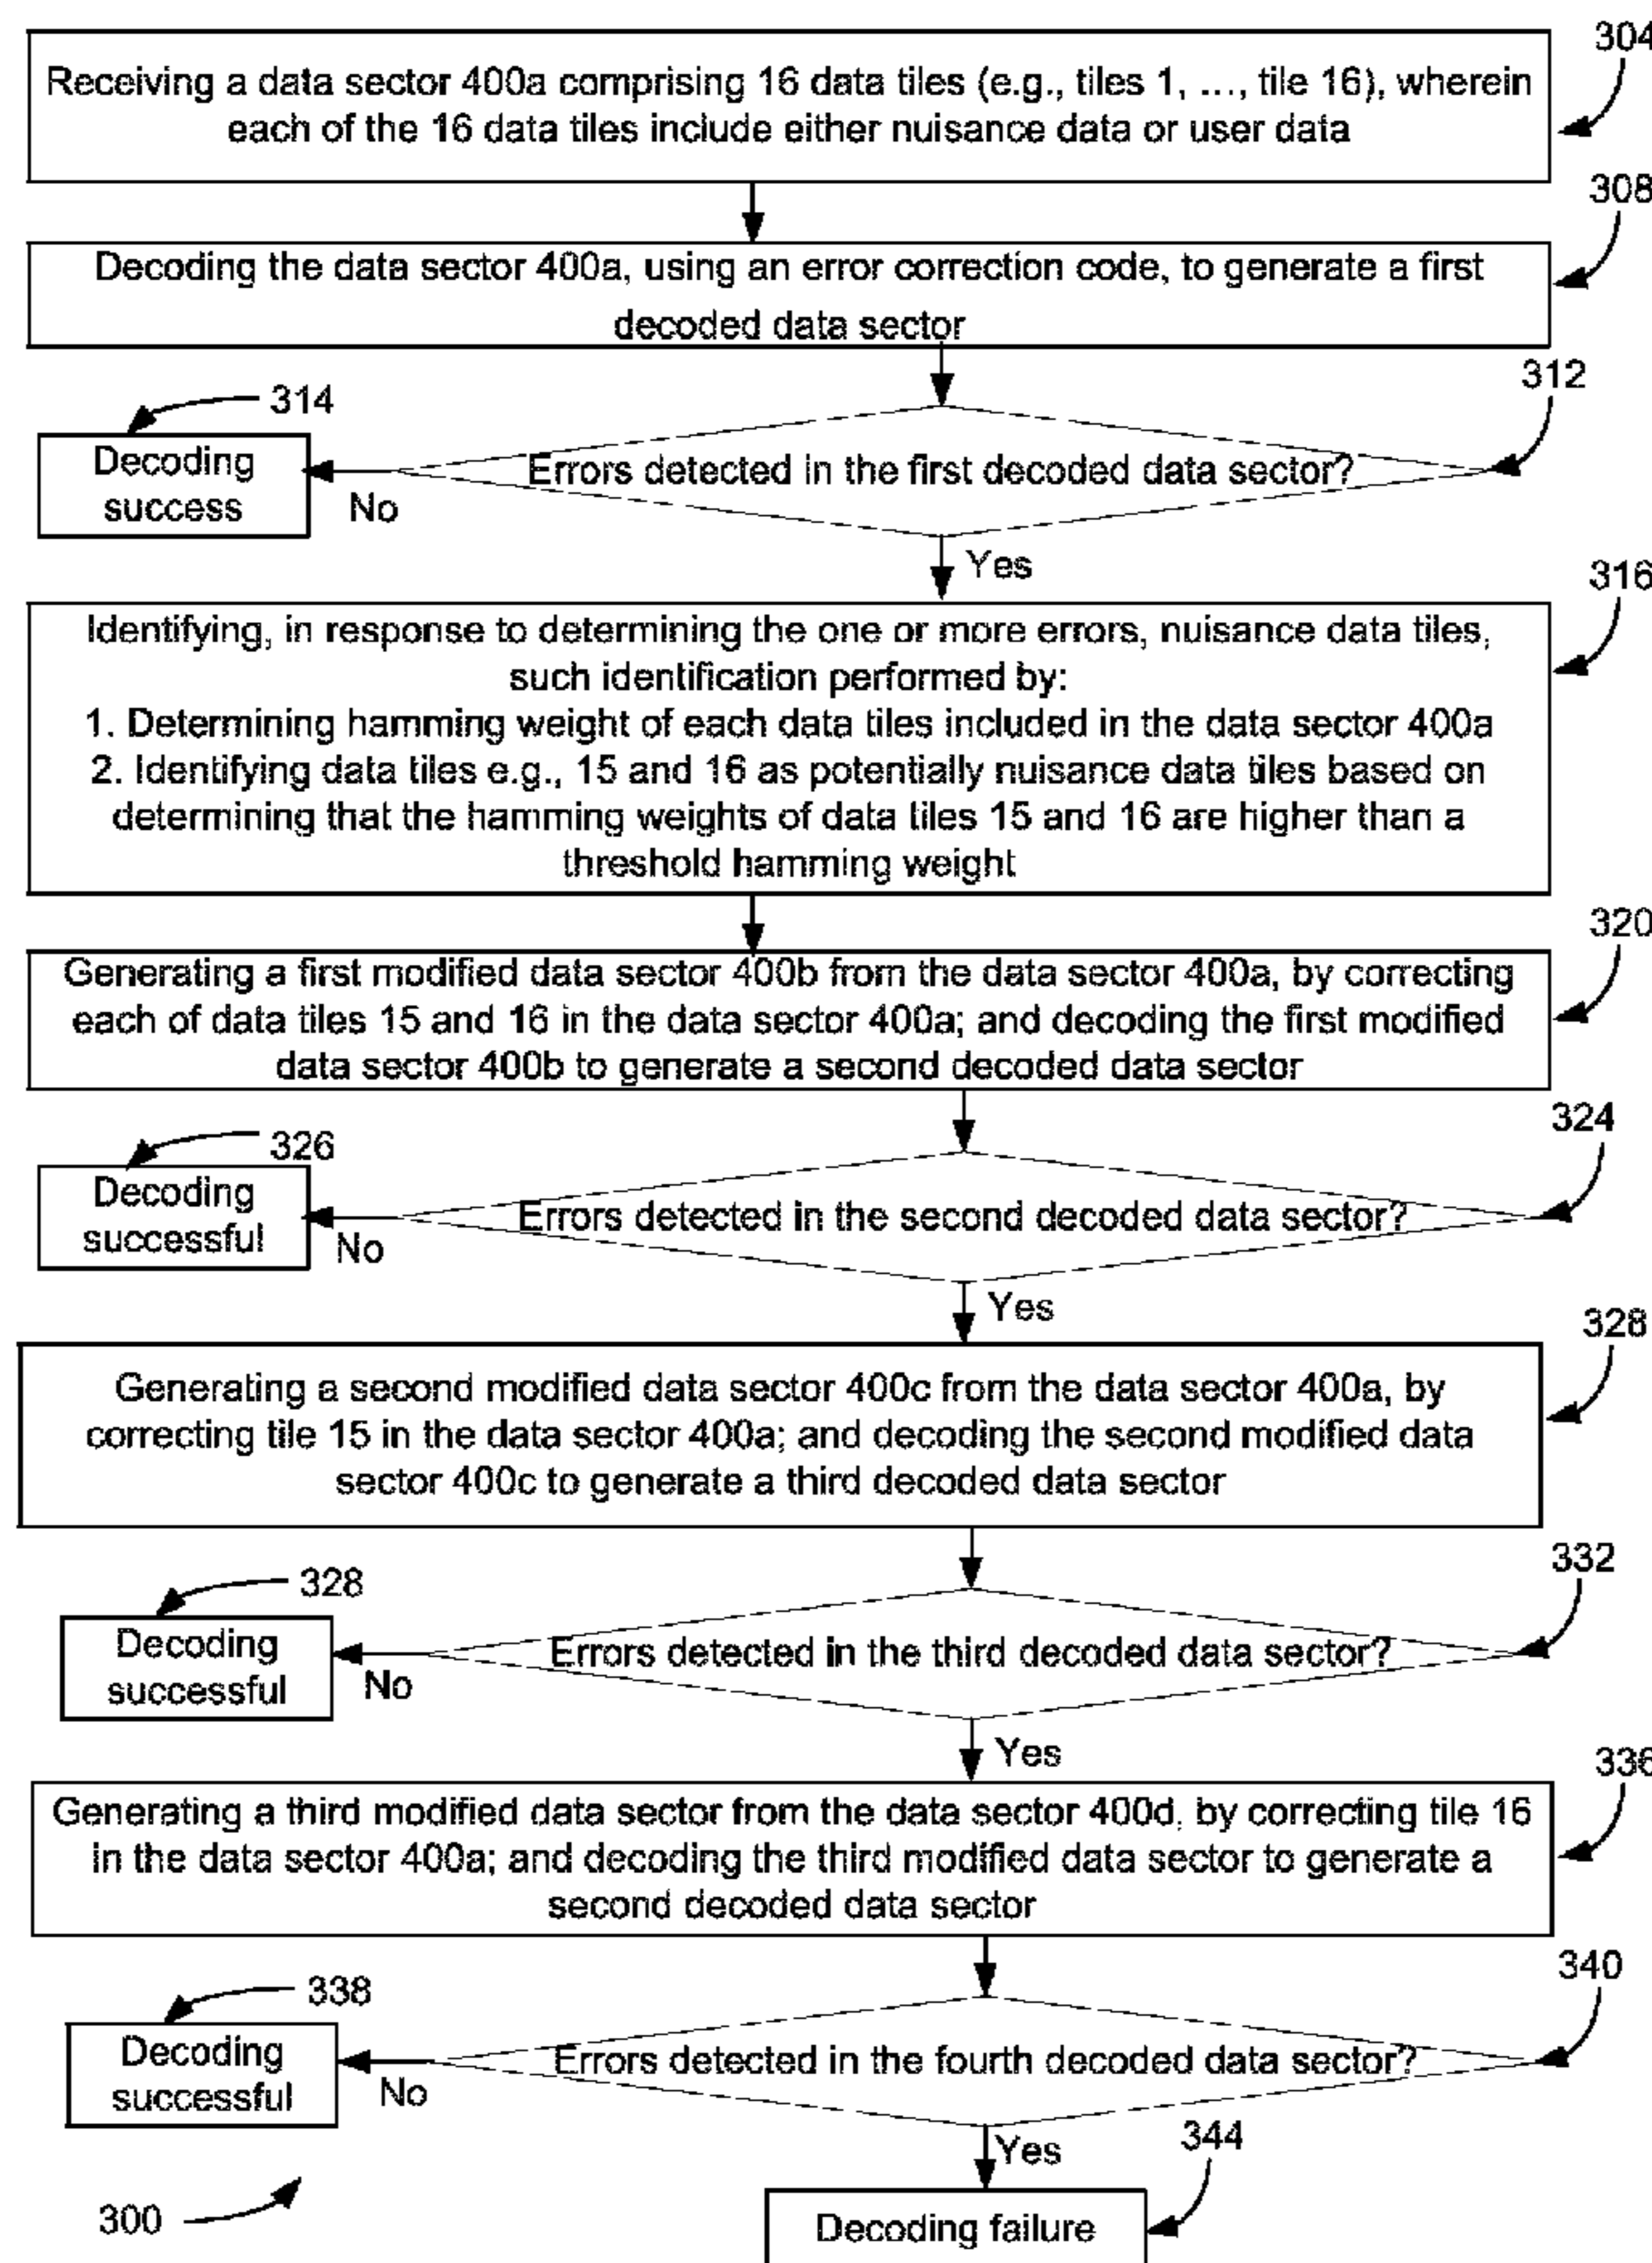 304
Receiving a data sector 400a comprising 16 data tiles (e.g., tiles 1, ..., tile 16), wherein
each of the 16 data tiles include either nuisance data or user data
308
Decoding the data sector 400a, using an error correction code, to generate a first
decoded data sector
312
314
Decoding
success
No
Errors detected in the first decoded data sector?
Yes
316
Identifying, in response to determining the one or more errors, nuisance data tiles,
such identification performed by:
1. Determining hamming weight of each data tiles included in the data sector 400a
2. Identifying data tiles e.g., 15 and 16 as potentially nuisance data tiles based on
determining that the hamming weights of data tiles 15 and 16 are higher than a
threshold hamming weight
320
Generating a first modified data sector 400b from the data sector 400a, by correcting
each of data tiles 15 and 16 in the data sector 400a; and decoding the first modified
data sector 400b to generate a second decoded data sector
324
326
Decoding
successful
No
Errors detected in the second decoded data sector?
Yes
328
Generating a second modified data sector 400c from the data sector 400a, by
correcting tile 15 in the data sector 400a; and decoding the second modified data
sector 400c to generate a third decoded data sector
332
328
Decoding
successful
No
Errors detected in the third decoded data sector?
Yes
336
Generating a third modified data sector from the data sector 400d, by correcting tile 16
in the data sector 400a; and decoding the third modified data sector to generate a
second decoded data sector
340
338
Decoding
successful
No
Errors detected in the fourth decoded data sector?
Yes
344
Decoding failure
300